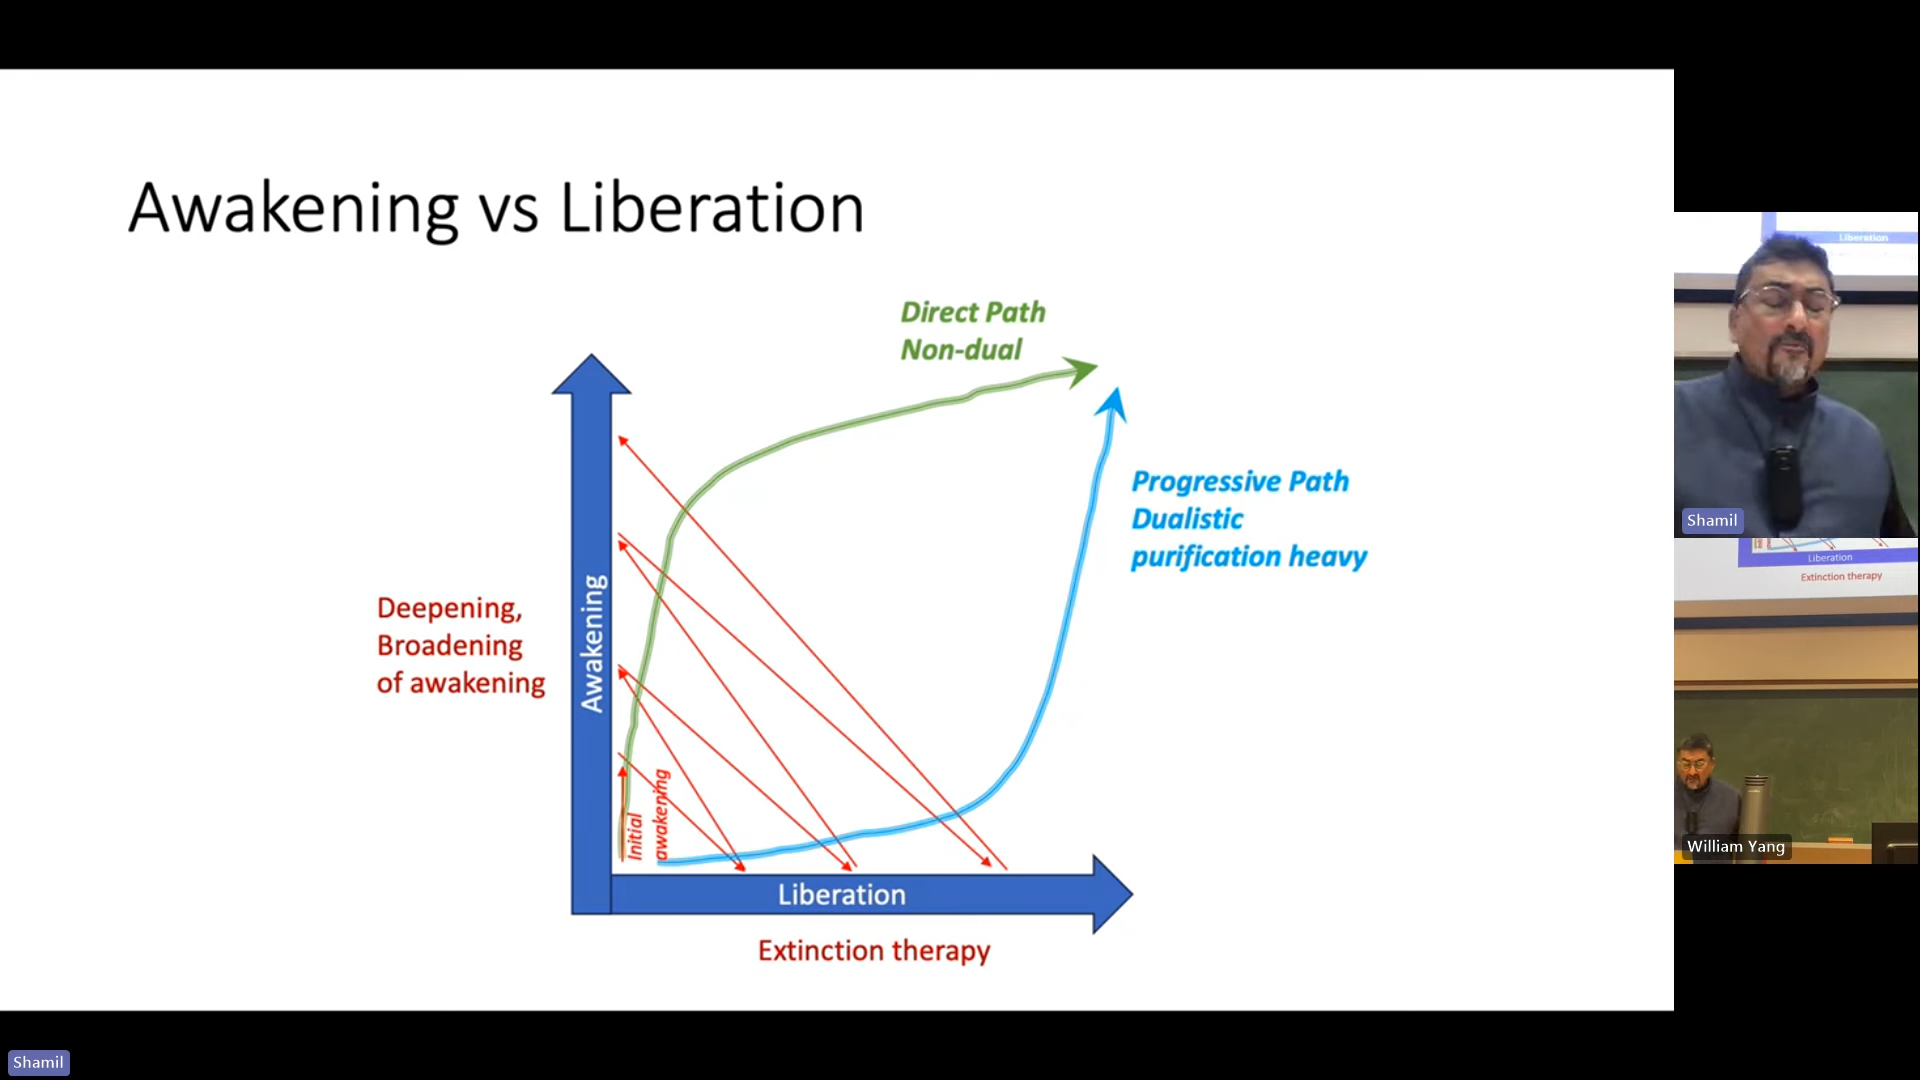 Awakening vs Liberation
Direct Path
Non-dual
Progressive Path
Dualistic
purification heavy
Deepening,
Broadening
of awakening
Awakening
Initial
awakening
Liberation
Extinction therapy
Liberation
Shamil
Liberation
Extinction therapy
William Yang
Shamil